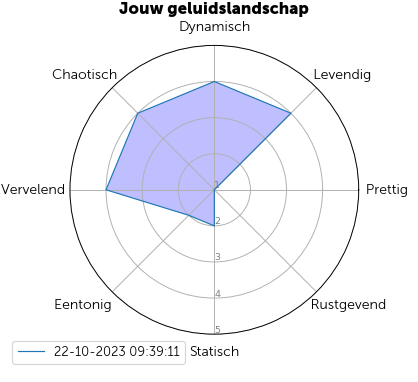 Jouw geluidslandschap
Dynamisch
Chaotisch
Levendig
Vervelend
1
Prettig
2
3
4
Eentonig
Rustgevend
5
22-10-2023 09:39:11
Statisch